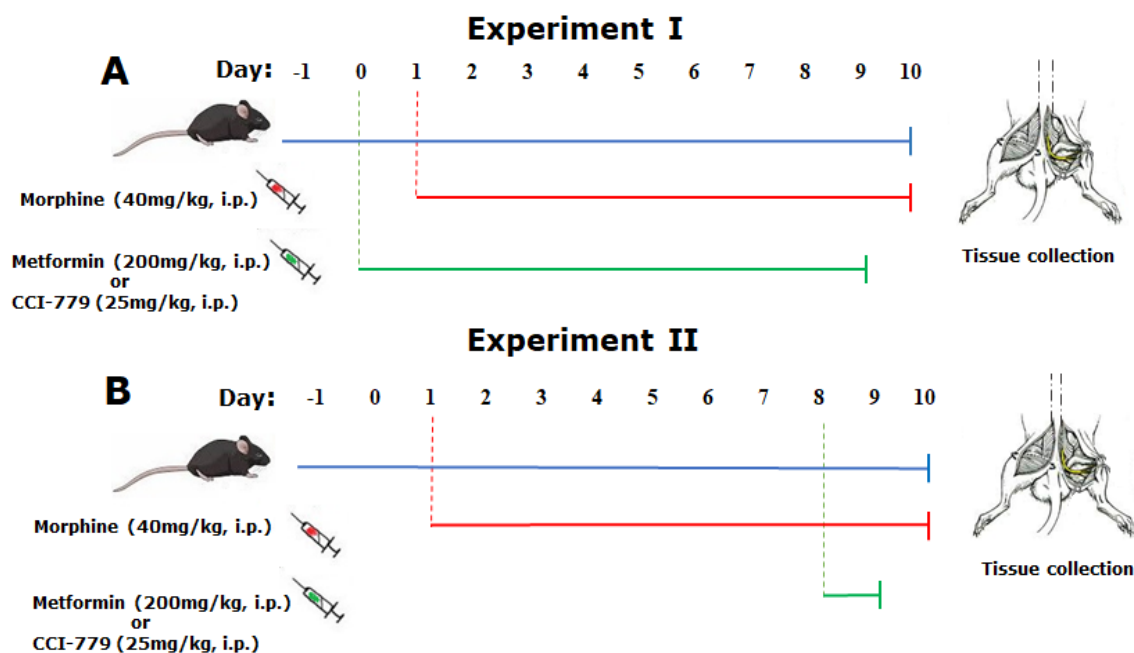 Experiment I
A
Day: -1 0 1 2 3 4 5 6 7 8 9 10
Morphine (40mg/kg, i.p.)
Metformin (200mg/kg, i.p.)
or
CCI-779 (25mg/kg, i.p.)
Tissue collection
Experiment II
B
Day: -1 0 1 2 3 4 5 6 7 8 9 10
Morphine (40mg/kg, i.p.)
Metformin (200mg/kg, i.p.)
or
CCI-779 (25mg/kg, i.p.)
Tissue collection